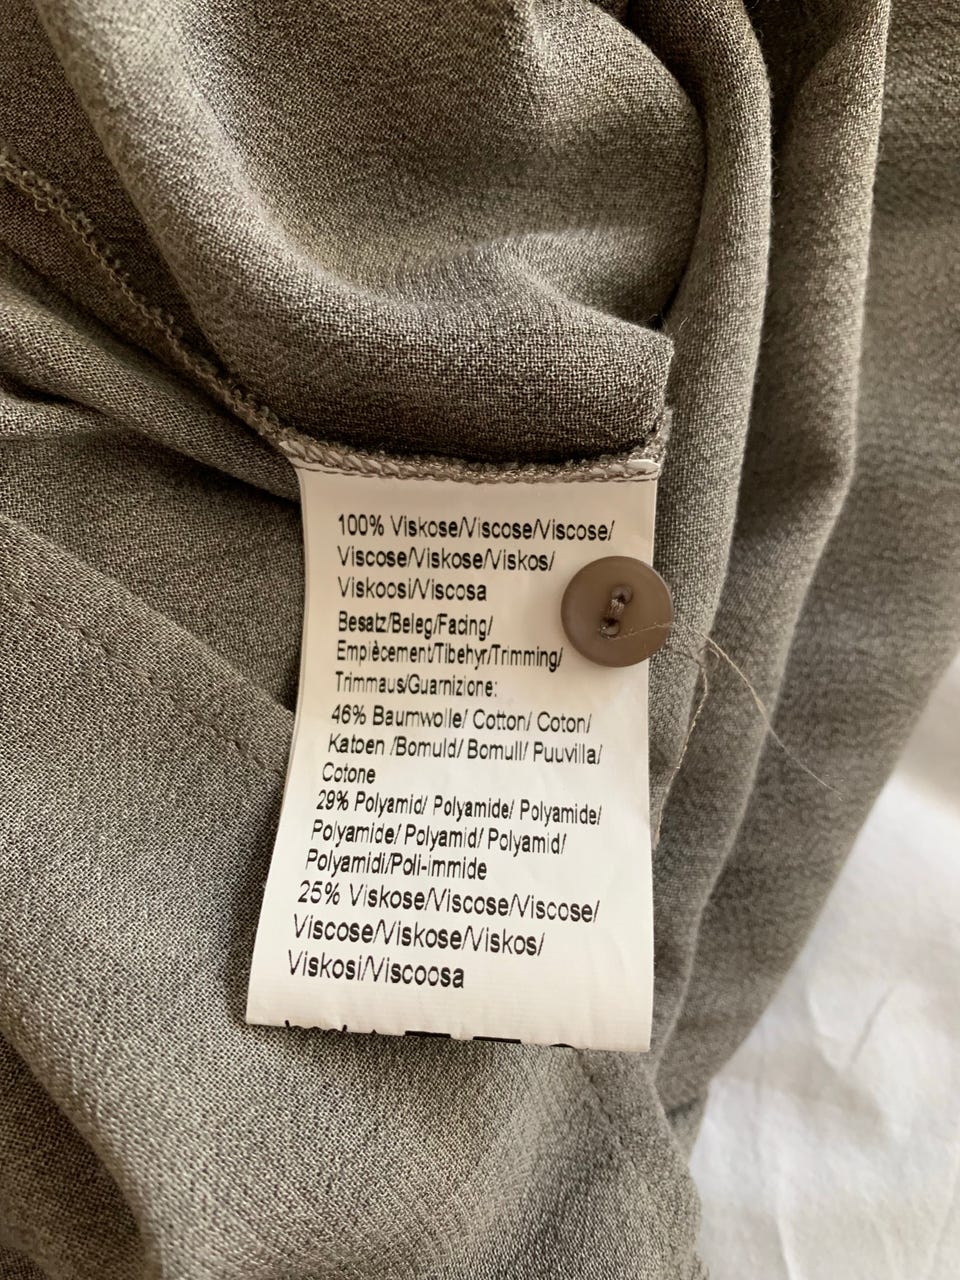 100% Viskose/Viscose/Viscose/
Viscose/Viskose/Viskos/
Viskoosi/Viscosa
Besatz/Beleg/Facing/
Empiècement/Tibehyr/Trimming/
Trimmaus/Guarnizione:
46% Baumwolle/ Cotton/ Coton/
Katoen /Bomuld/ Bomull/ Puuvilla/
Cotone
29% Polyamid/ Polyamide/ Polyamide/
Polyamide/ Polyamid/ Polyamid/
Polyamidi/Poli-immide
25% Viskose/Viscose/Viscose/
Viscose/Viskose/Viskos/
Viskosi/Viscoosa